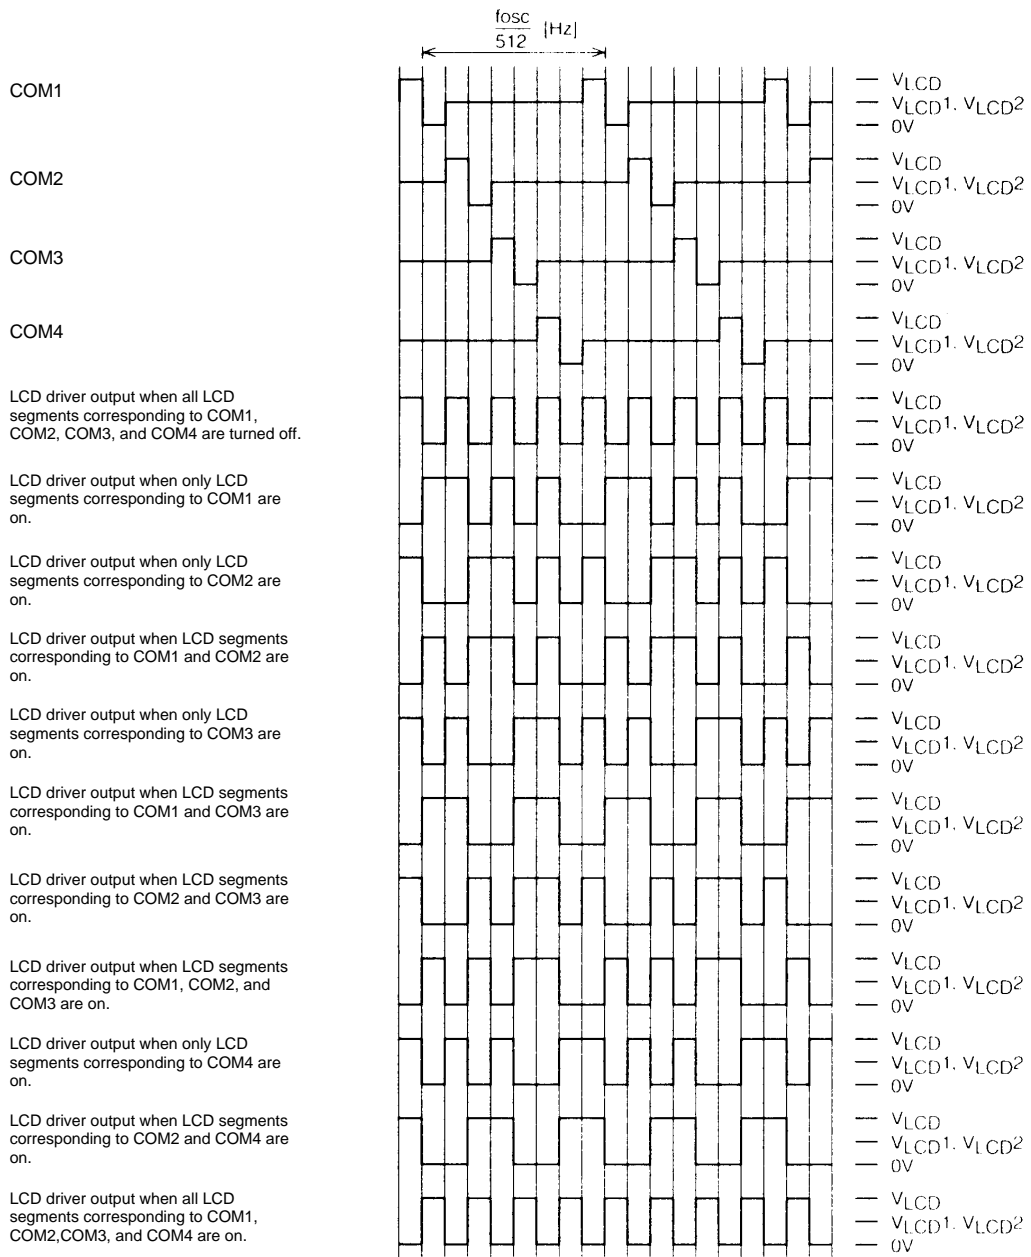 fosc
512 [Hz]
COM1
VLCD
VLCD1, VLCD2
0V
COM2
VLCD
VLCD1, VLCD2
0V
COM3
VLCD
VLCD1, VLCD2
0V
COM4
VLCD
VLCD1, VLCD2
0V
LCD driver output when all LCD
segments corresponding to COM1,
COM2, COM3, and COM4 are turned off.
VLCD
VLCD1, VLCD2
0V
LCD driver output when only LCD
segments corresponding to COM1 are
on.
VLCD
VLCD1, VLCD2
0V
LCD driver output when only LCD
segments corresponding to COM2 are
on.
VLCD
VLCD1, VLCD2
0V
LCD driver output when LCD segments
corresponding to COM1 and COM2 are
on.
VLCD
VLCD1, VLCD2
0V
LCD driver output when only LCD
segments corresponding to COM3 are
on.
VLCD
VLCD1, VLCD2
0V
LCD driver output when LCD segments
corresponding to COM1 and COM3 are
on.
VLCD
VLCD1, VLCD2
0V
LCD driver output when LCD segments
corresponding to COM2 and COM3 are
on.
VLCD
VLCD1, VLCD2
0V
LCD driver output when LCD segments
corresponding to COM1, COM2, and
COM3 are on.
VLCD
VLCD1, VLCD2
0V
LCD driver output when only LCD
segments corresponding to COM4 are
on.
VLCD
VLCD1, VLCD2
0V
LCD driver output when LCD segments
corresponding to COM2 and COM4 are
on.
VLCD
VLCD1, VLCD2
0V
LCD driver output when all LCD
segments corresponding to COM1,
COM2,COM3, and COM4 are on.
VLCD
VLCD1, VLCD2
0V